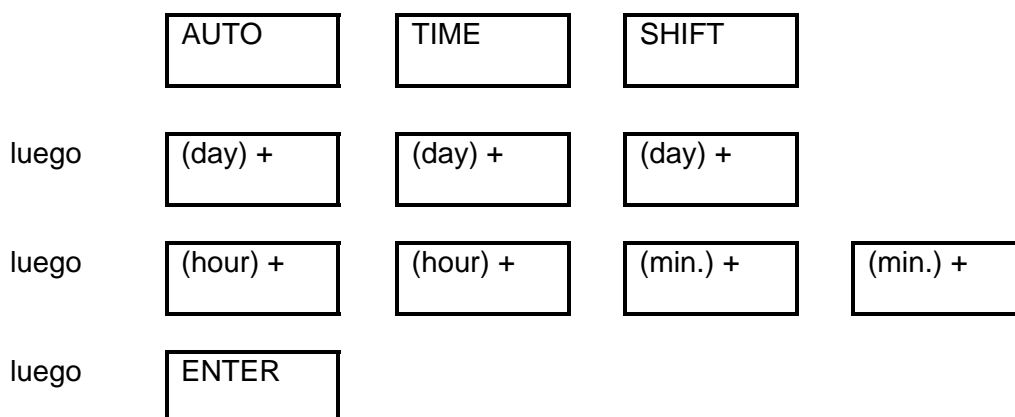 AUTO TIME SHIFT
luego (day) + (day) + (day) +
luego (hour) + (hour) + (min.) + (min.) +
luego ENTER